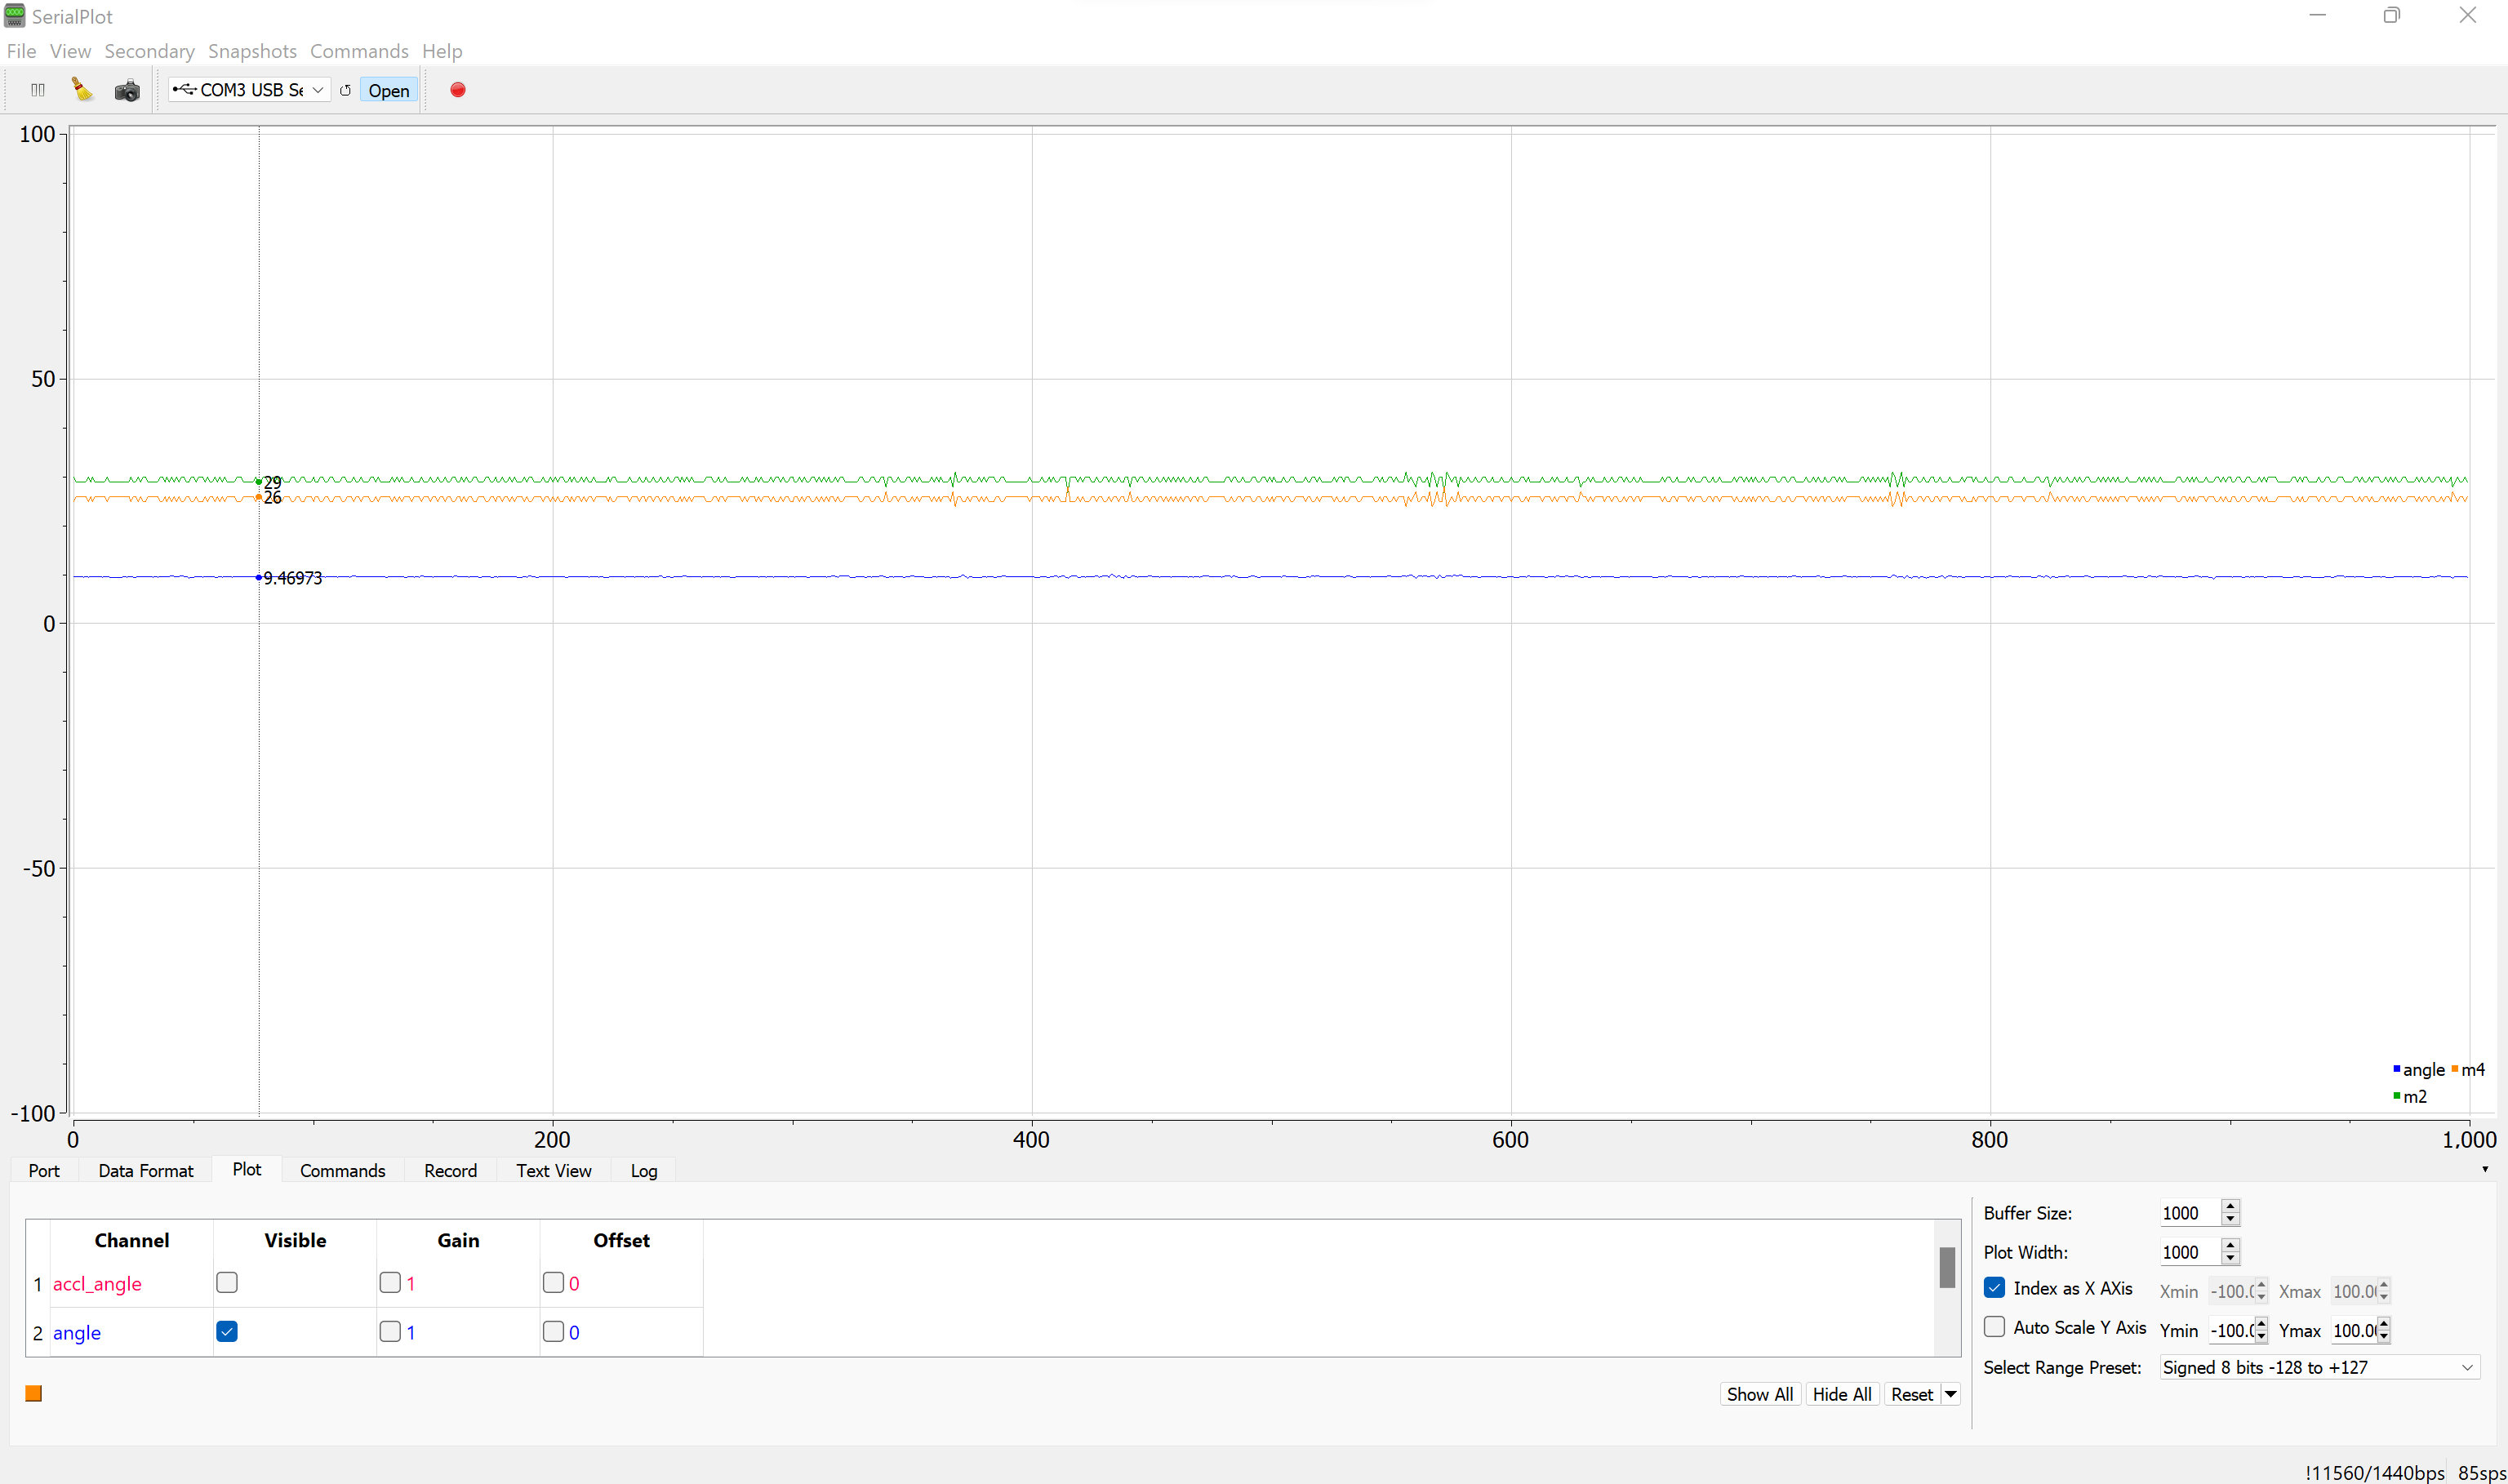 SerialPlot
File View Secondary Snapshots Commands Help
COM3 USB Se Open
100
50
0
-50
-100
29
26
9.46973
angle m4
m2
0 200 400 600 800 1,000
Port Data Format Plot Commands Record Text View Log
Channel Visible Gain Offset
1 accl_angle 1 0
2 angle 1 0
Show All Hide All Reset
Buffer Size: 1000
Plot Width: 1000
Index as X AXis Xmin -100.0 Xmax 100.00
Auto Scale Y Axis Ymin -100.0 Ymax 100.00
Select Range Preset: Signed 8 bits -128 to +127
!11560/1440bps 85sps